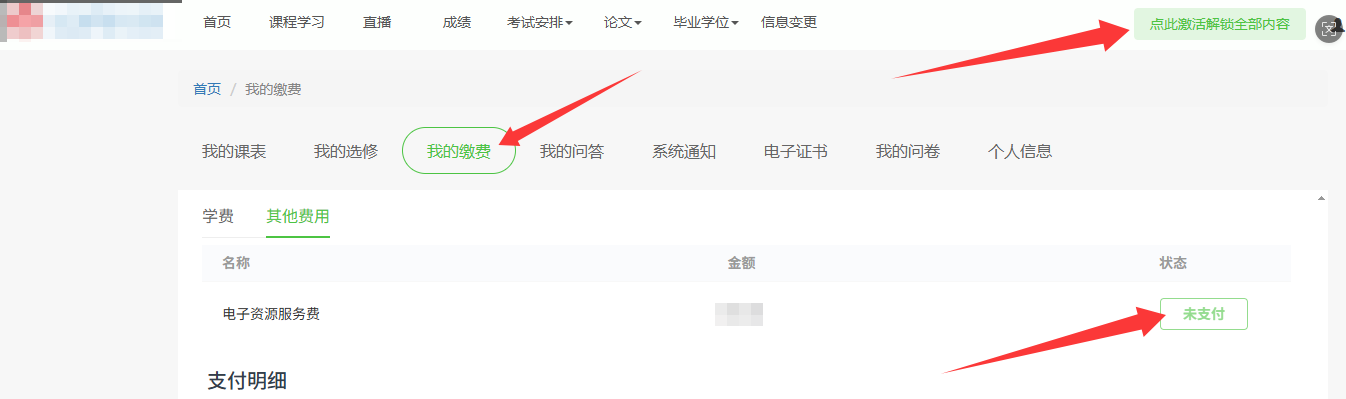 首页 课程学习 直播 成绩 考试安排 论文 毕业学位 信息变更 点此激活解锁全部内容
首页 / 我的缴费
我的课表 我的选修 我的缴费 我的问答 系统通知 电子证书 我的问卷 个人信息
学费 其他费用
名称 金额 状态
电子资源服务费 未支付
支付明细